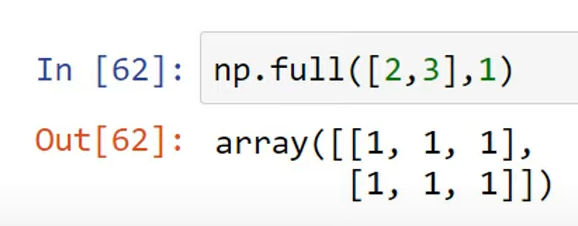 In [62]: np.full([2,3],1)
Out[62]: array([[1, 1, 1],
[1, 1, 1]])